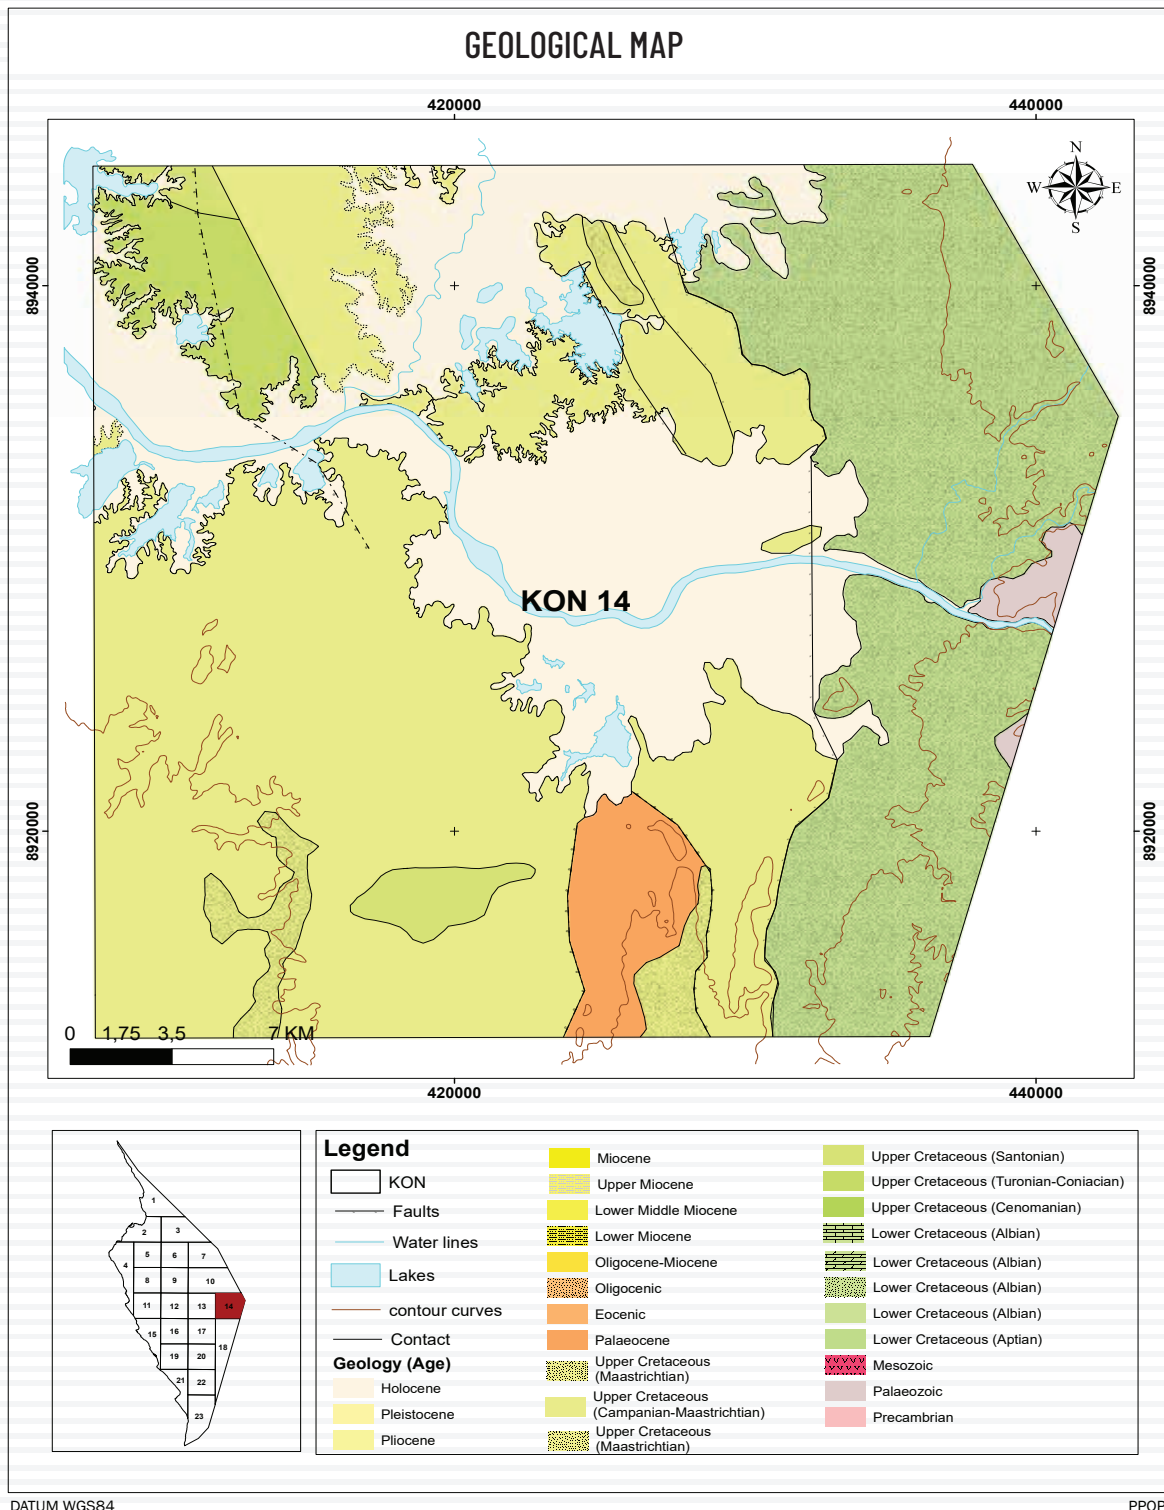 GEOLOGICAL MAP
420000
440000
N
W
E
S
8940000
8940000
KON 14
8920000
8920000
0 1,75 3,5 7 KM
420000
440000
1
2
3
4
5
6
7
8
9
10
11
12
13
14
15
16
17
18
19
20
21
22
23
Legend
KON
Faults
Water lines
Lakes
contour curves
Contact
Geology (Age)
Holocene
Pleistocene
Pliocene
Miocene
Upper Miocene
Lower Middle Miocene
Lower Miocene
Oligocene-Miocene
Oligocenic
Eocenic
Palaeocene
Upper Cretaceous
(Maastrichtian)
Upper Cretaceous
(Campanian-Maastrichtian)
Upper Cretaceous
(Maastrichtian)
Upper Cretaceous (Santonian)
Upper Cretaceous (Turonian-Coniacian)
Upper Cretaceous (Cenomanian)
Lower Cretaceous (Albian)
Lower Cretaceous (Albian)
Lower Cretaceous (Albian)
Lower Cretaceous (Albian)
Lower Cretaceous (Aptian)
Mesozoic
Palaeozoic
Precambrian
DATUM WGS84
PPOP